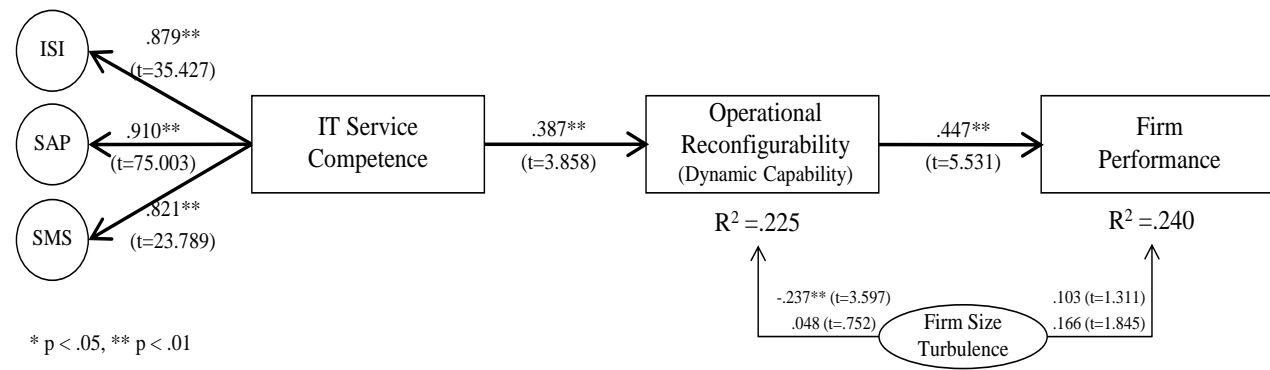 ISI
.879**
(t=35.427)
SAP
.910**
(t=75.003)
SMS
.821**
(t=23.789)
IT Service
Competence
.387**
(t=3.858)
Operational
Reconfigurability
(Dynamic Capability)
R² =.225
.447**
(t=5.531)
Firm
Performance
R² =.240
-.237** (t=3.597)
.048 (t=.752)
Firm Size
Turbulence
.103 (t=1.311)
.166 (t=1.845)
* p < .05, ** p < .01